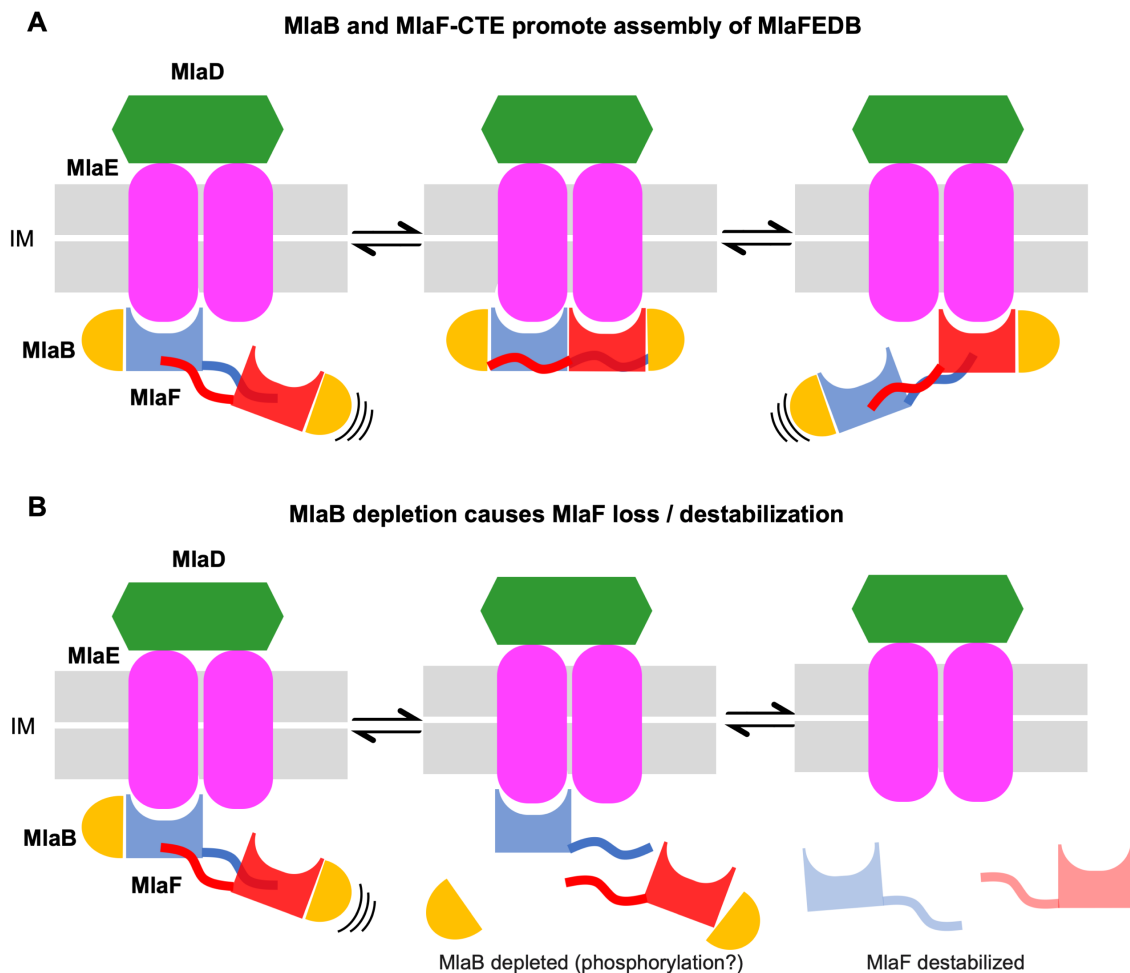 A
MlaB and MlaF-CTE promote assembly of MlaFEDB
MlaD
MlaE
IM
MlaB
MlaF
B
MlaB depletion causes MlaF loss / destabilization
MlaD
MlaE
IM
MlaB
MlaF
MlaB depleted (phosphorylation?)
MlaF destabilized